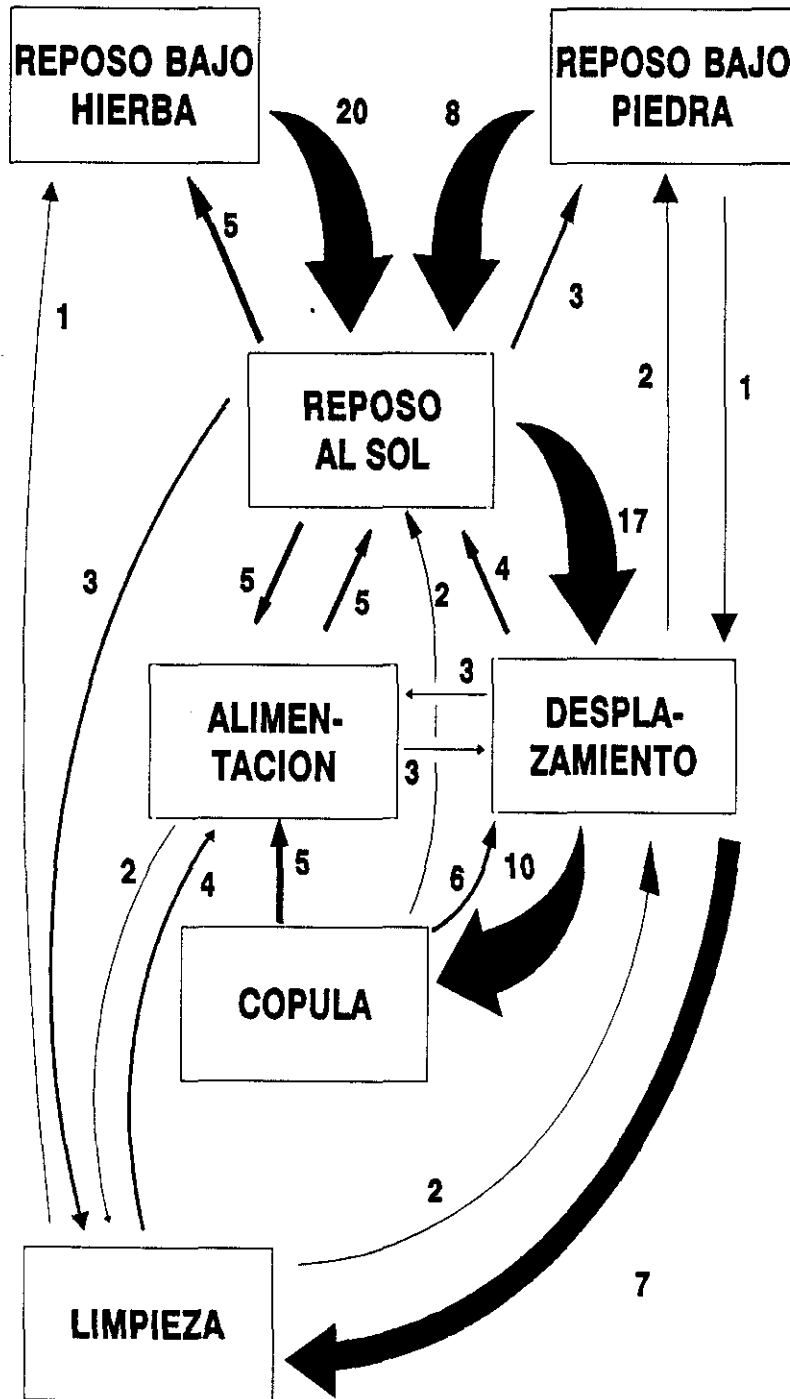 REPOSO BAJO
HIERBA
REPOSO BAJO
PIEDRA
20
8
5
3
1
2
1
REPOSO
AL SOL
17
3
5
5
2
4
ALIMEN-
TACION
3
3
DESPLA-
ZAMIENTO
2
4
5
6
10
COPULA
2
7
LIMPIEZA